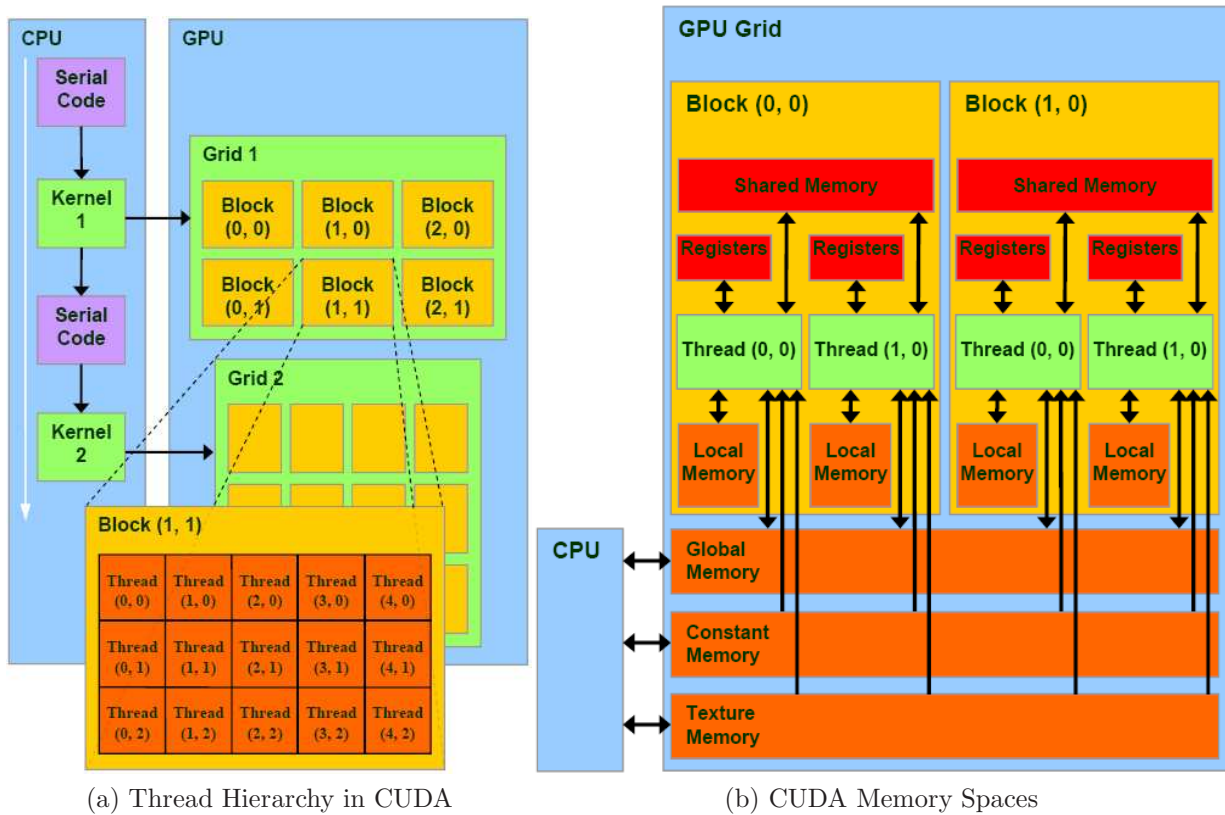 CPU
Serial
Code
Kernel
1
Serial
Code
Kernel
2
GPU
Grid 1
Block
(0, 0)
Block
(1, 0)
Block
(2, 0)
Block
(0, 1)
Block
(1, 1)
Block
(2, 1)
Grid 2
Block (1, 1)
Thread
(0, 0)
Thread
(1, 0)
Thread
(2, 0)
Thread
(3, 0)
Thread
(4, 0)
Thread
(0, 1)
Thread
(1, 1)
Thread
(2, 1)
Thread
(3, 1)
Thread
(4, 1)
Thread
(0, 2)
Thread
(1, 2)
Thread
(2, 2)
Thread
(3, 2)
Thread
(4, 2)
(a) Thread Hierarchy in CUDA
GPU Grid
Block (0, 0)
Shared Memory
Registers
Registers
Thread (0, 0)
Thread (1, 0)
Local
Memory
Local
Memory
Block (1, 0)
Shared Memory
Registers
Registers
Thread (0, 0)
Thread (1, 0)
Local
Memory
Local
Memory
CPU
Global
Memory
Constant
Memory
Texture
Memory
(b) CUDA Memory Spaces